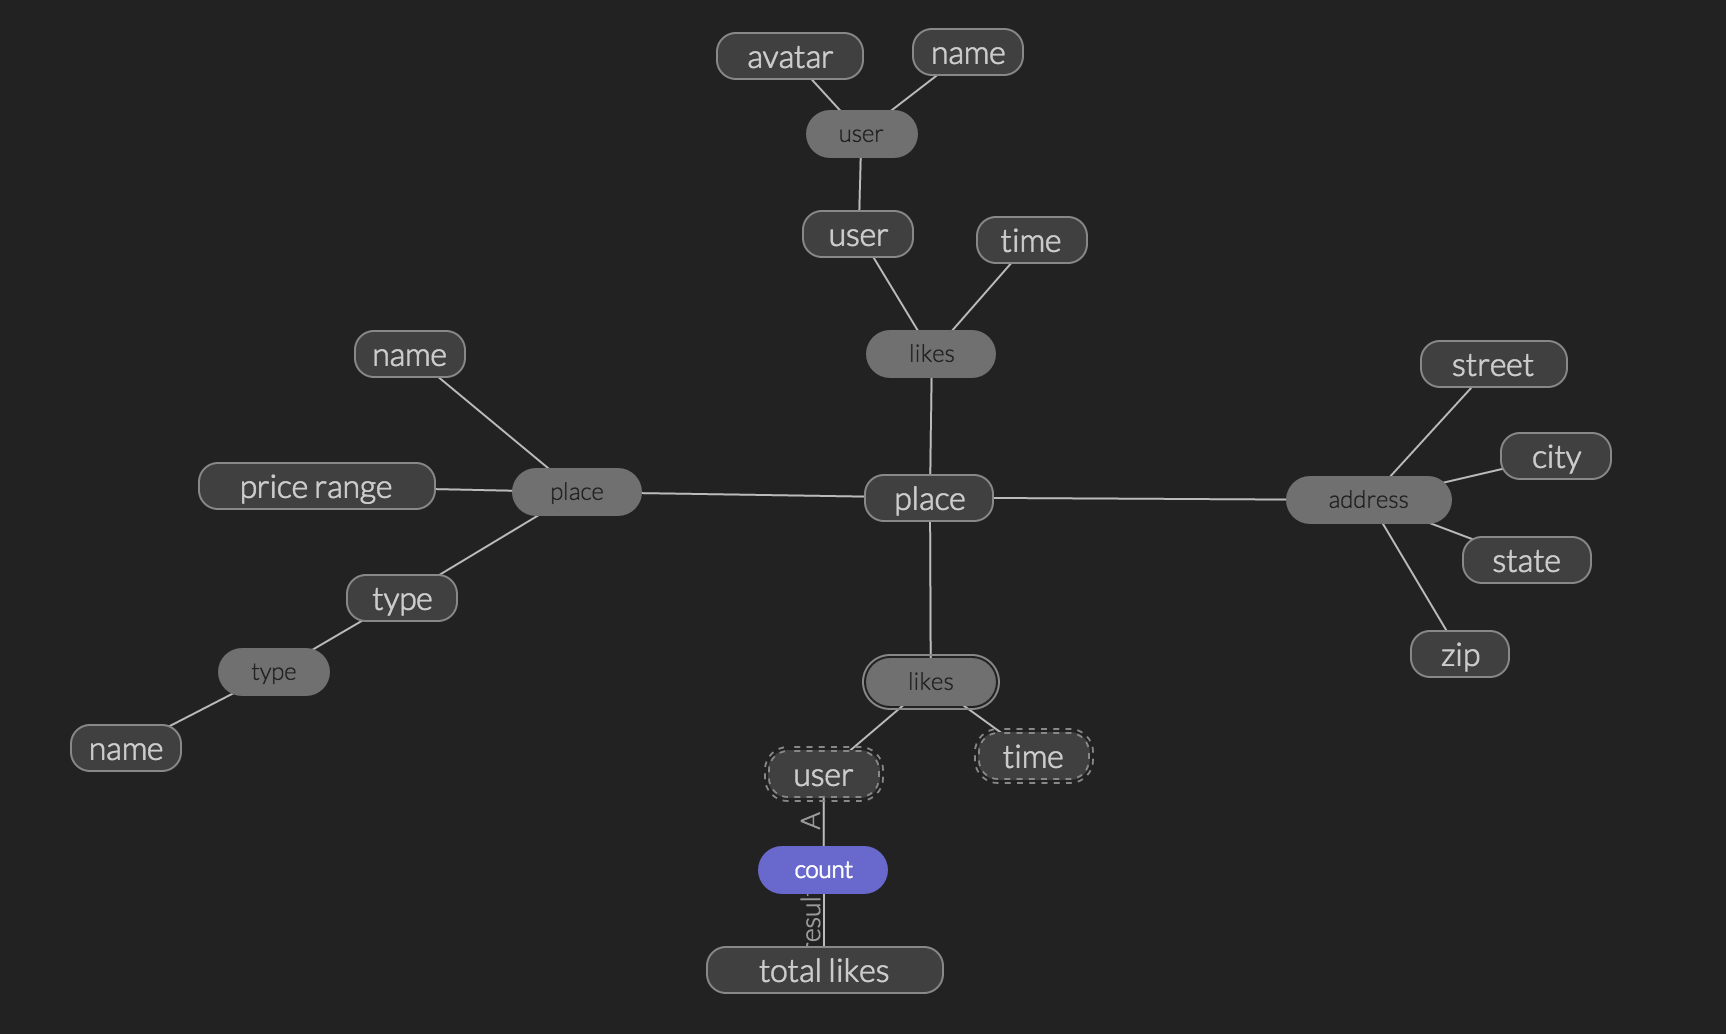 avatar
name
user
user
time
name
likes
street
city
price range
place
place
address
state
type
zip
type
likes
name
user
time
A
count
result
total likes